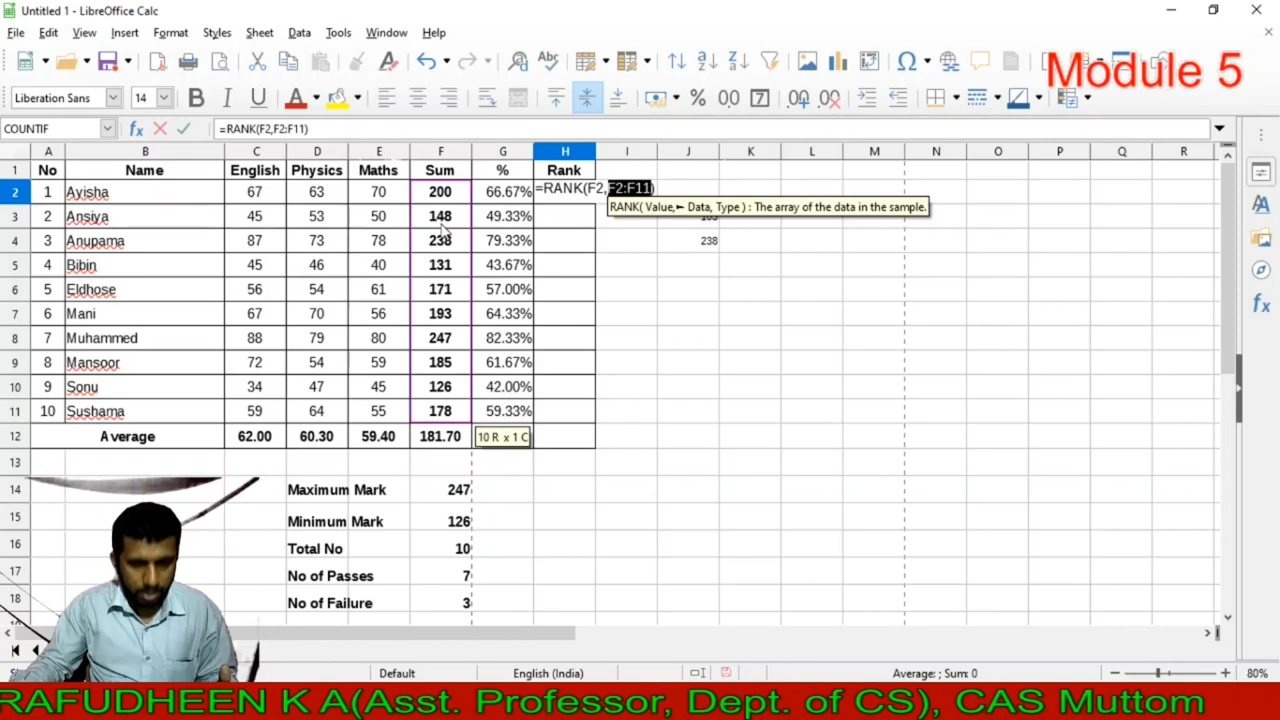 Untitled 1 - LibreOffice Calc
File Edit View Insert Format Styles Sheet Data Tools Window Help
Module 5
Liberation Sans 14
COUNTIF =RANK(F2,F2:F11)
A B C D E F G H I J K L M N O P Q R
1 No Name English Physics Maths Sum % Rank
2 1 Ayisha 67 63 70 200 66.67% =RANK(F2,F2:F11)
RANK( Value, Data, Type ) : The array of the data in the sample.
3 2 Ansiya 45 53 50 148 49.33%
4 3 Anupama 87 73 78 238 79.33% 238
5 4 Bibin 45 46 40 131 43.67%
6 5 Eldhose 56 54 61 171 57.00%
7 6 Mani 67 70 56 193 64.33%
8 7 Muhammed 88 79 80 247 82.33%
9 8 Mansoor 72 54 59 185 61.67%
10 9 Sonu 34 47 45 126 42.00%
11 10 Sushama 59 64 55 178 59.33%
12 Average 62.00 60.30 59.40 181.70 10 R x 1 C
13
14 Maximum Mark 247
15 Minimum Mark 126
16 Total No 10
17 No of Passes 7
18 No of Failure 3
Default English (India) Average: ; Sum: 0 80%
RAFUDHEEN K A(Asst. Professor, Dept. of CS), CAS Muttom